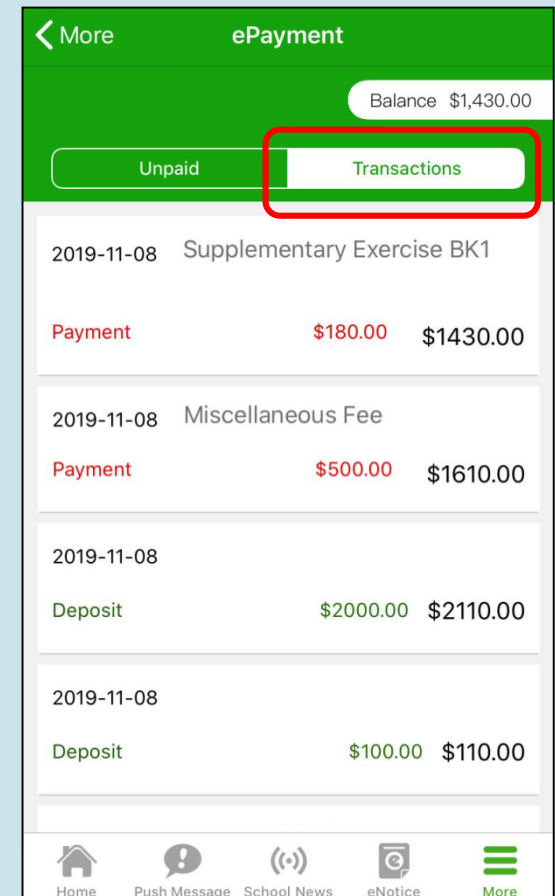 More ePayment
Balance $1,430.00
Unpaid Transactions
2019-11-08 Supplementary Exercise BK1
Payment $180.00 $1430.00
2019-11-08 Miscellaneous Fee
Payment $500.00 $1610.00
2019-11-08
Deposit $2000.00 $2110.00
2019-11-08
Deposit $100.00 $110.00
Home Push Message School News eNotice More